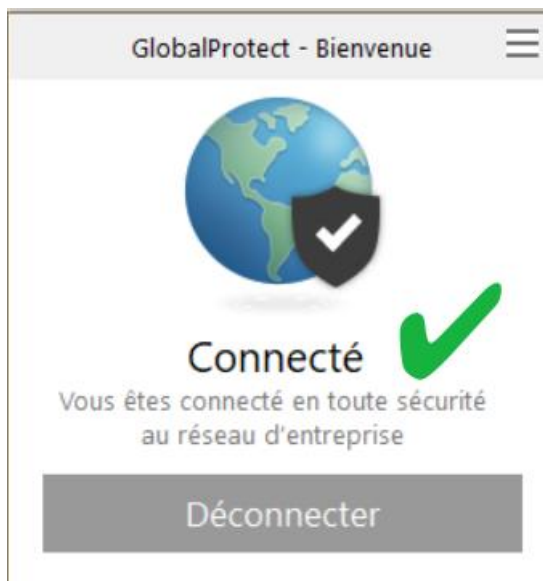 GlobalProtect - Bienvenue
Connecté
Vous êtes connecté en toute sécurité
au réseau d'entreprise
Déconnecter